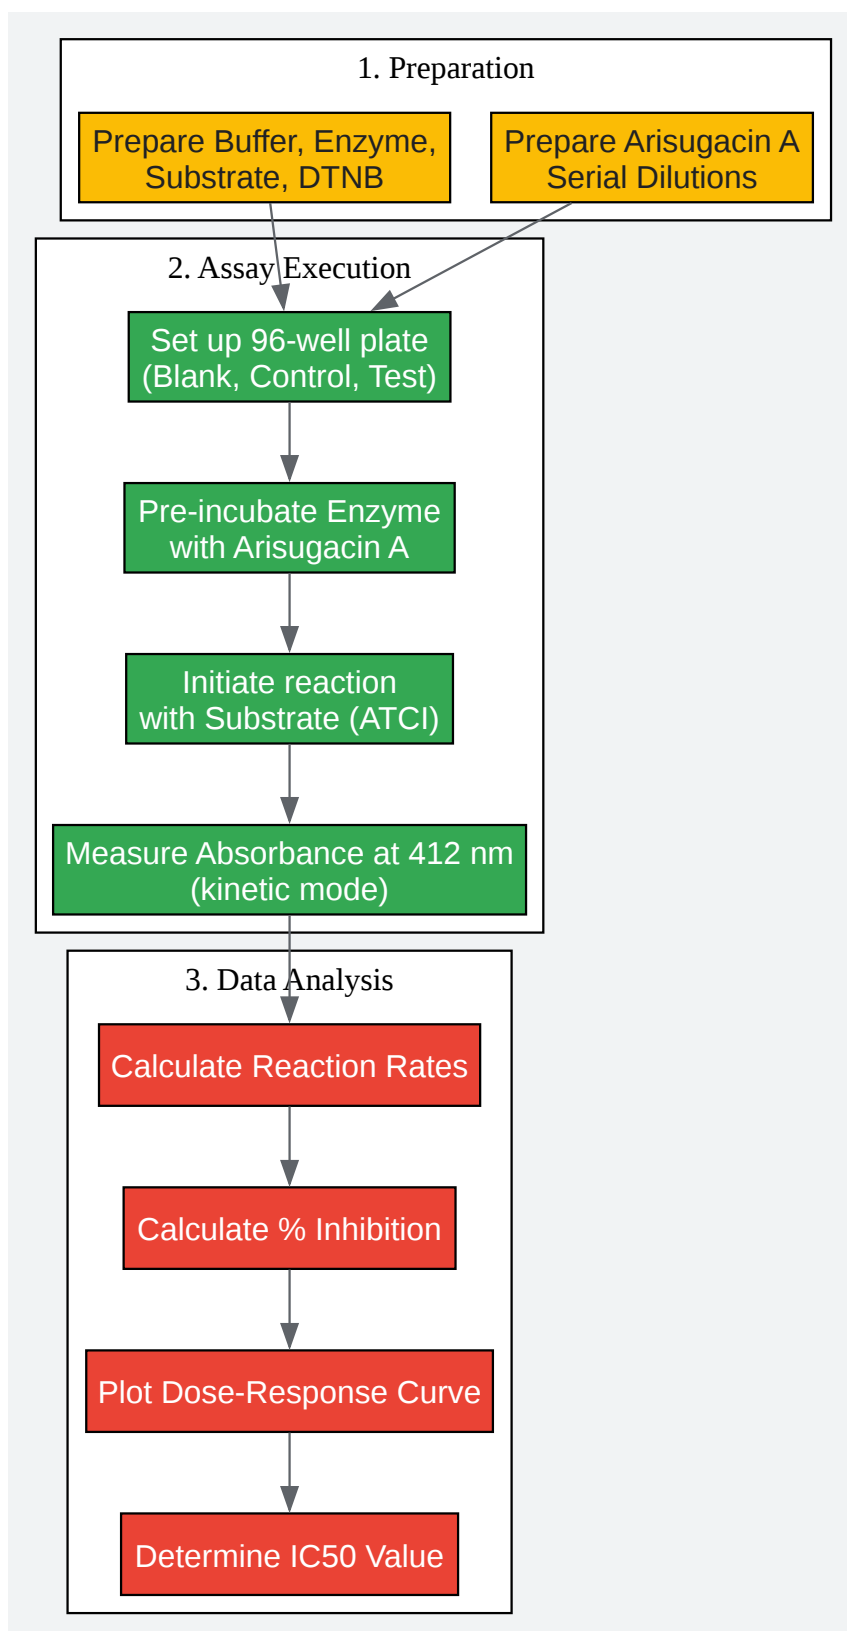 1. Preparation
Prepare Buffer, Enzyme,
Substrate, DTNB
Prepare Arisugacin A
Serial Dilutions
2. Assay Execution
Set up 96-well plate
(Blank, Control, Test)
Pre-incubate Enzyme
with Arisugacin A
Initiate reaction
with Substrate (ATCI)
Measure Absorbance at 412 nm
(kinetic mode)
3. Data Analysis
Calculate Reaction Rates
Calculate % Inhibition
Plot Dose-Response Curve
Determine IC50 Value